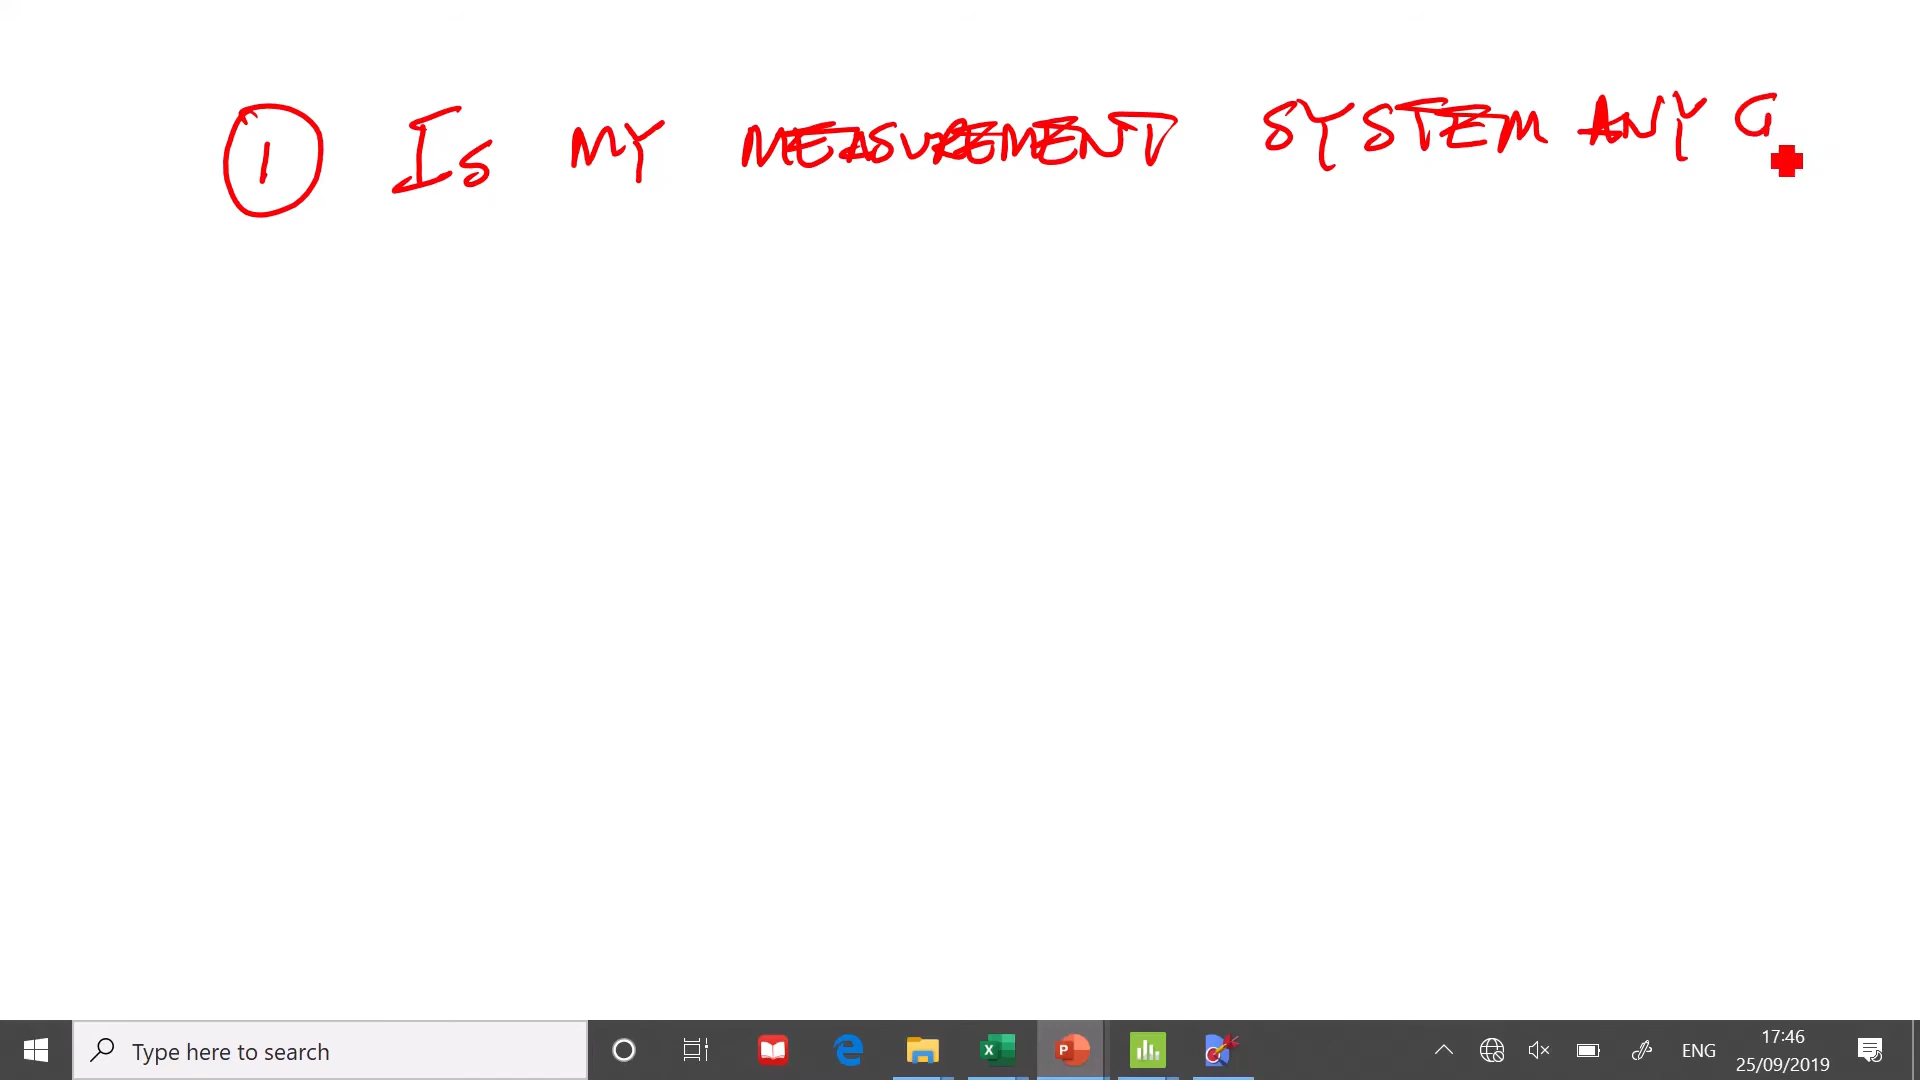 1 Is MY MEASUREMENT SYSTEM ANY G
Type here to search
ENG
17:46
25/09/2019